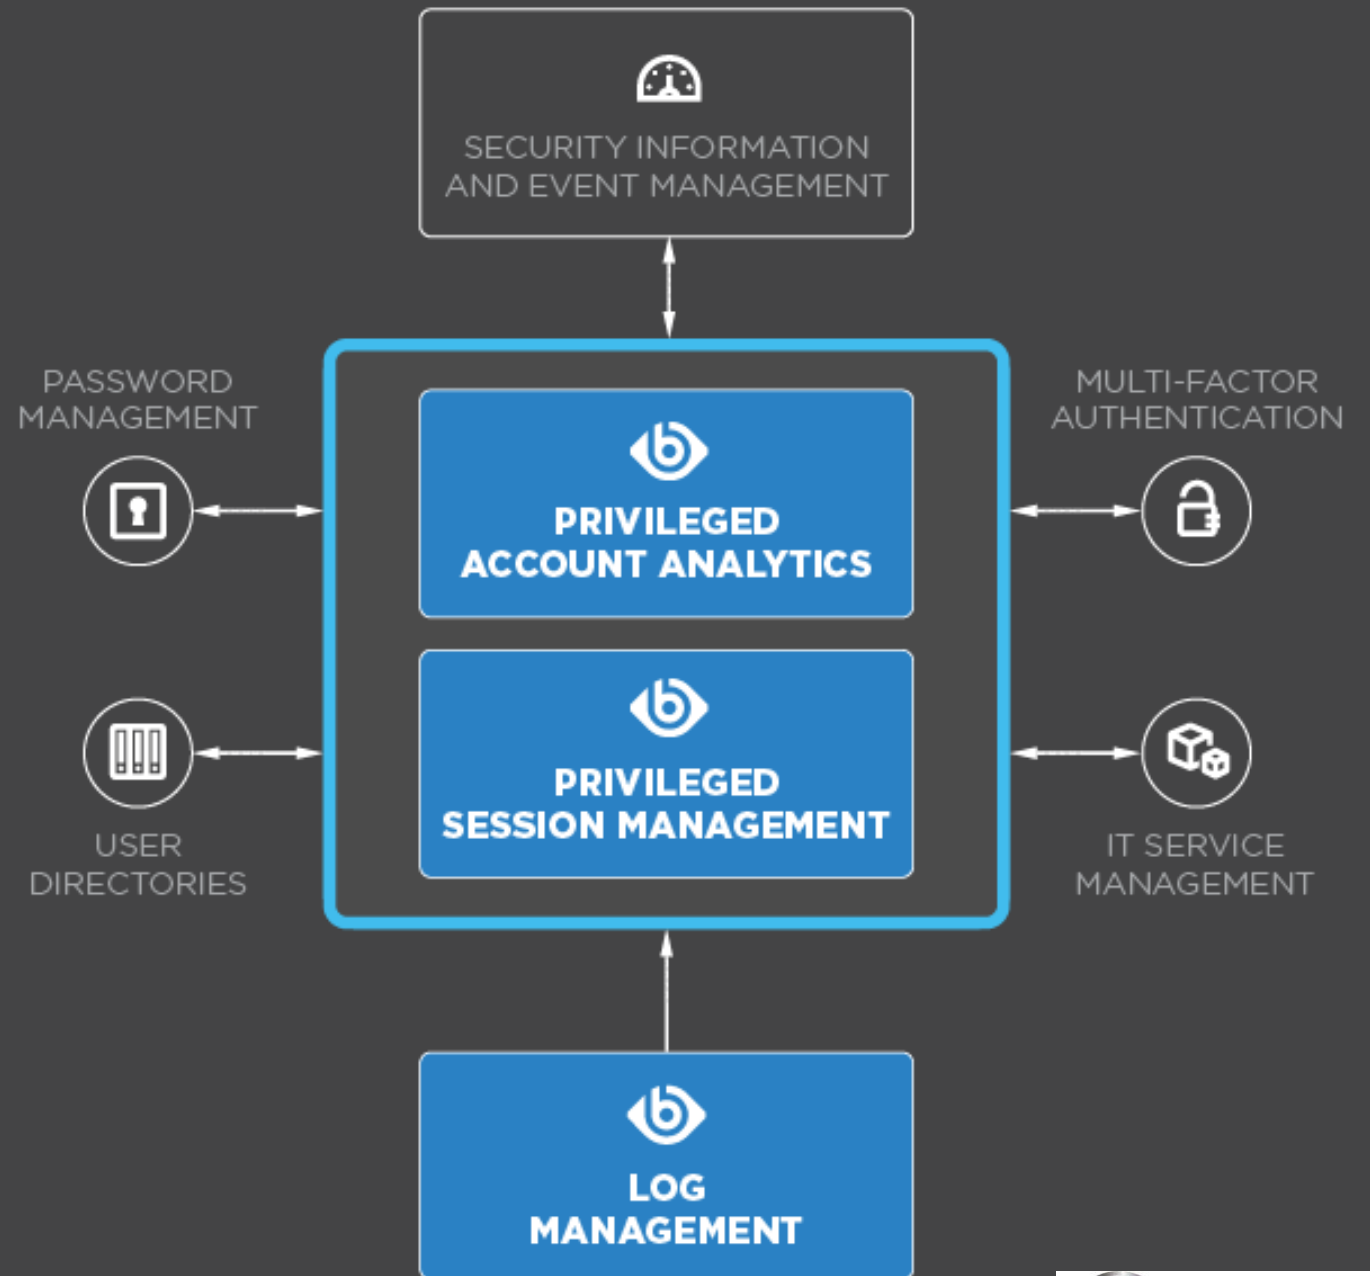 SECURITY INFORMATION
AND EVENT MANAGEMENT
PASSWORD
MANAGEMENT
MULTI-FACTOR
AUTHENTICATION
PRIVILEGED
ACCOUNT ANALYTICS
PRIVILEGED
SESSION MANAGEMENT
USER
DIRECTORIES
IT SERVICE
MANAGEMENT
LOG
MANAGEMENT